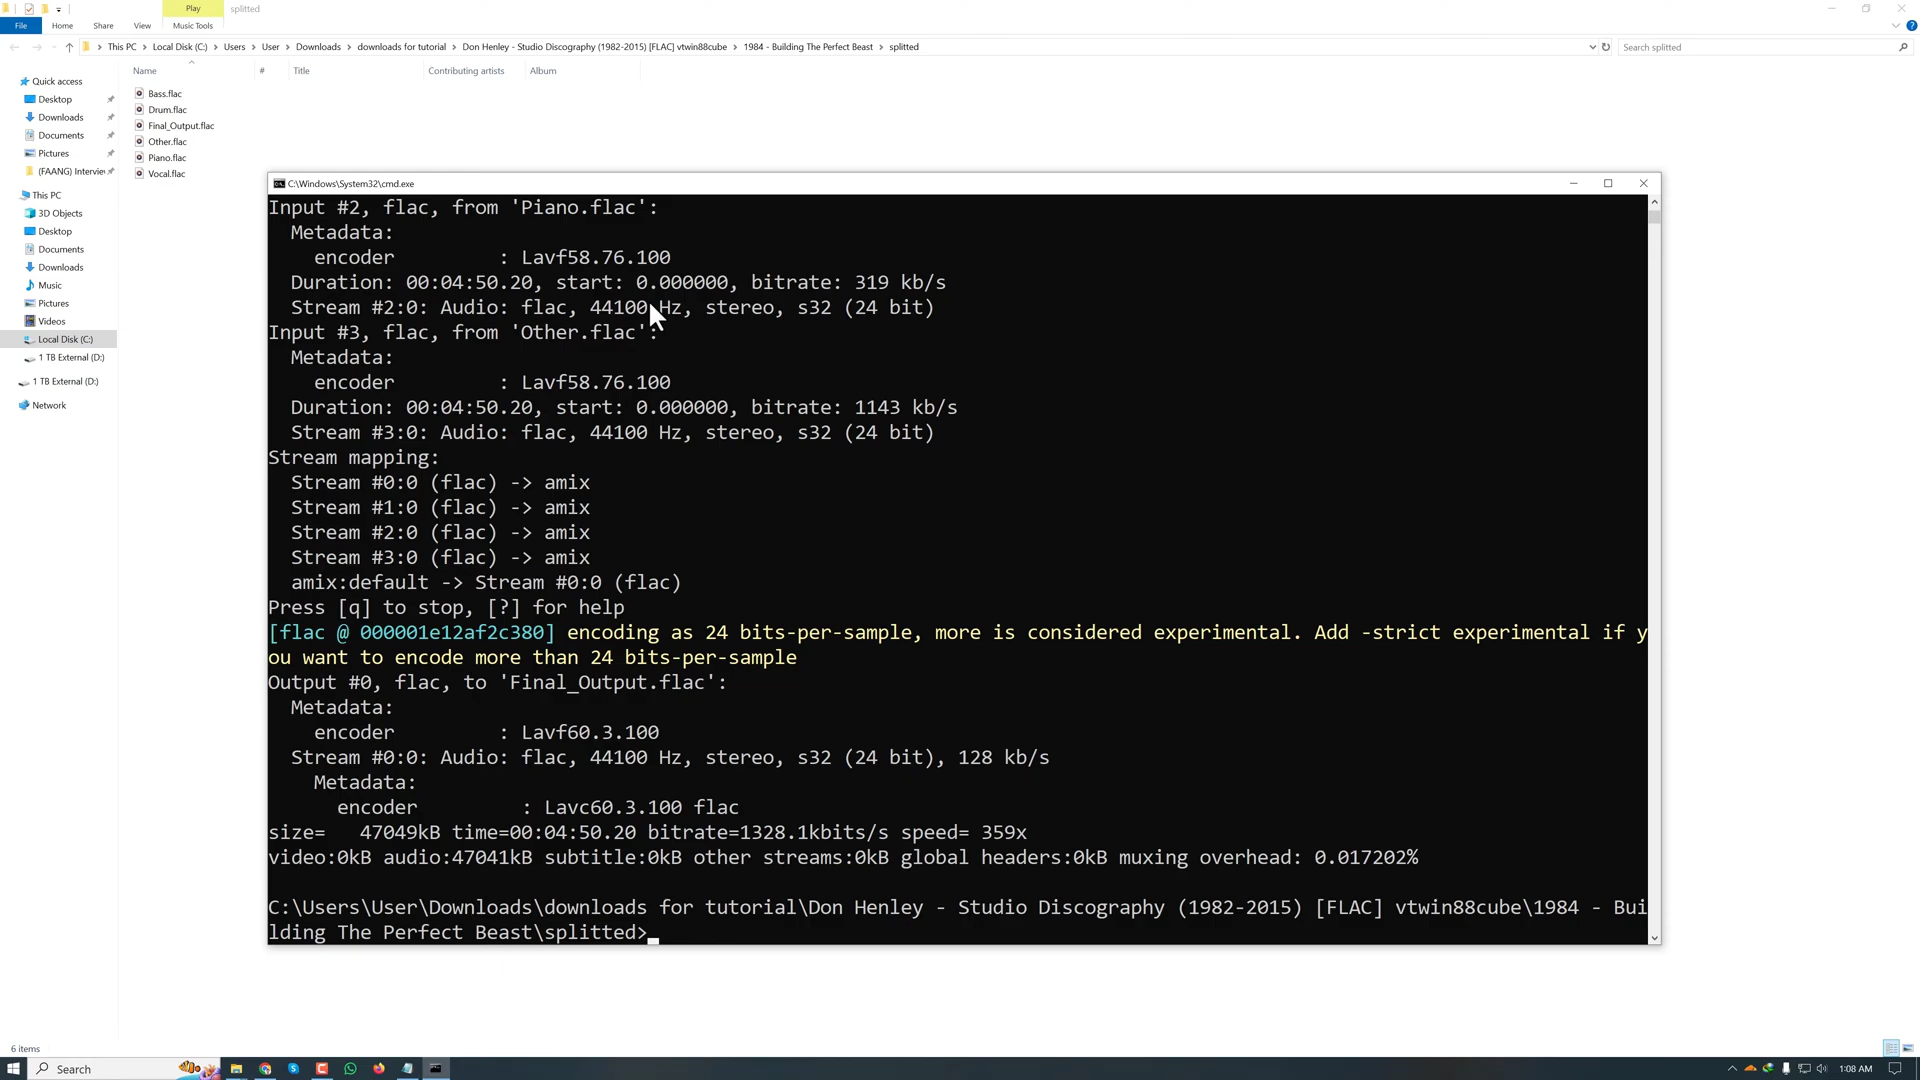 Play
splitted
File
Home
Share
View
Music Tools
This PC
Local Disk (C:)
Users
User
Downloads
downloads for tutorial
Don Henley - Studio Discography (1982-2015) [FLAC] vtwin88cube
1984 - Building The Perfect Beast
splitted
Search splitted
Name
#
Title
Contributing artists
Album
Quick access
Desktop
Downloads
Documents
Pictures
(FAANG) Intervie
This PC
3D Objects
Desktop
Documents
Downloads
Music
Pictures
Videos
Local Disk (C:)
1 TB External (D:)
1 TB External (D:)
Network
Bass.flac
Drum.flac
Final_Output.flac
Other.flac
Piano.flac
Vocal.flac
C:\Windows\System32\cmd.exe
Input #2, flac, from 'Piano.flac':
Metadata:
encoder : Lavf58.76.100
Duration: 00:04:50.20, start: 0.000000, bitrate: 319 kb/s
Stream #2:0: Audio: flac, 44100 Hz, stereo, s32 (24 bit)
Input #3, flac, from 'Other.flac':
Metadata:
encoder : Lavf58.76.100
Duration: 00:04:50.20, start: 0.000000, bitrate: 1143 kb/s
Stream #3:0: Audio: flac, 44100 Hz, stereo, s32 (24 bit)
Stream mapping:
Stream #0:0 (flac) -> amix
Stream #1:0 (flac) -> amix
Stream #2:0 (flac) -> amix
Stream #3:0 (flac) -> amix
amix:default -> Stream #0:0 (flac)
Press [q] to stop, [?] for help
[flac @ 000001e12af2c380] encoding as 24 bits-per-sample, more is considered experimental. Add -strict experimental if y
ou want to encode more than 24 bits-per-sample
Output #0, flac, to 'Final_Output.flac':
Metadata:
encoder : Lavf60.3.100
Stream #0:0: Audio: flac, 44100 Hz, stereo, s32 (24 bit), 128 kb/s
Metadata:
encoder : Lavc60.3.100 flac
size= 47049kB time=00:04:50.20 bitrate=1328.1kbits/s speed= 359x
video:0kB audio:47041kB subtitle:0kB other streams:0kB global headers:0kB muxing overhead: 0.017202%
C:\Users\User\Downloads\downloads for tutorial\Don Henley - Studio Discography (1982-2015) [FLAC] vtwin88cube\1984 - Bui
lding The Perfect Beast\splitted>
6 items
Search
1:08 AM